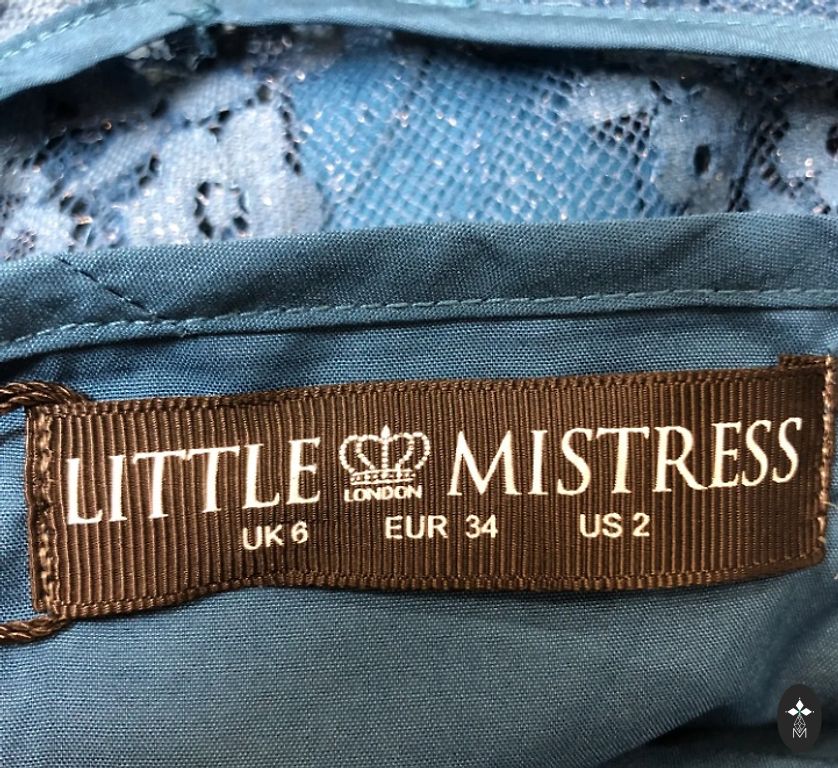 LITTLE LONDON MISTRESS
UK 6 EUR 34 US 2
M